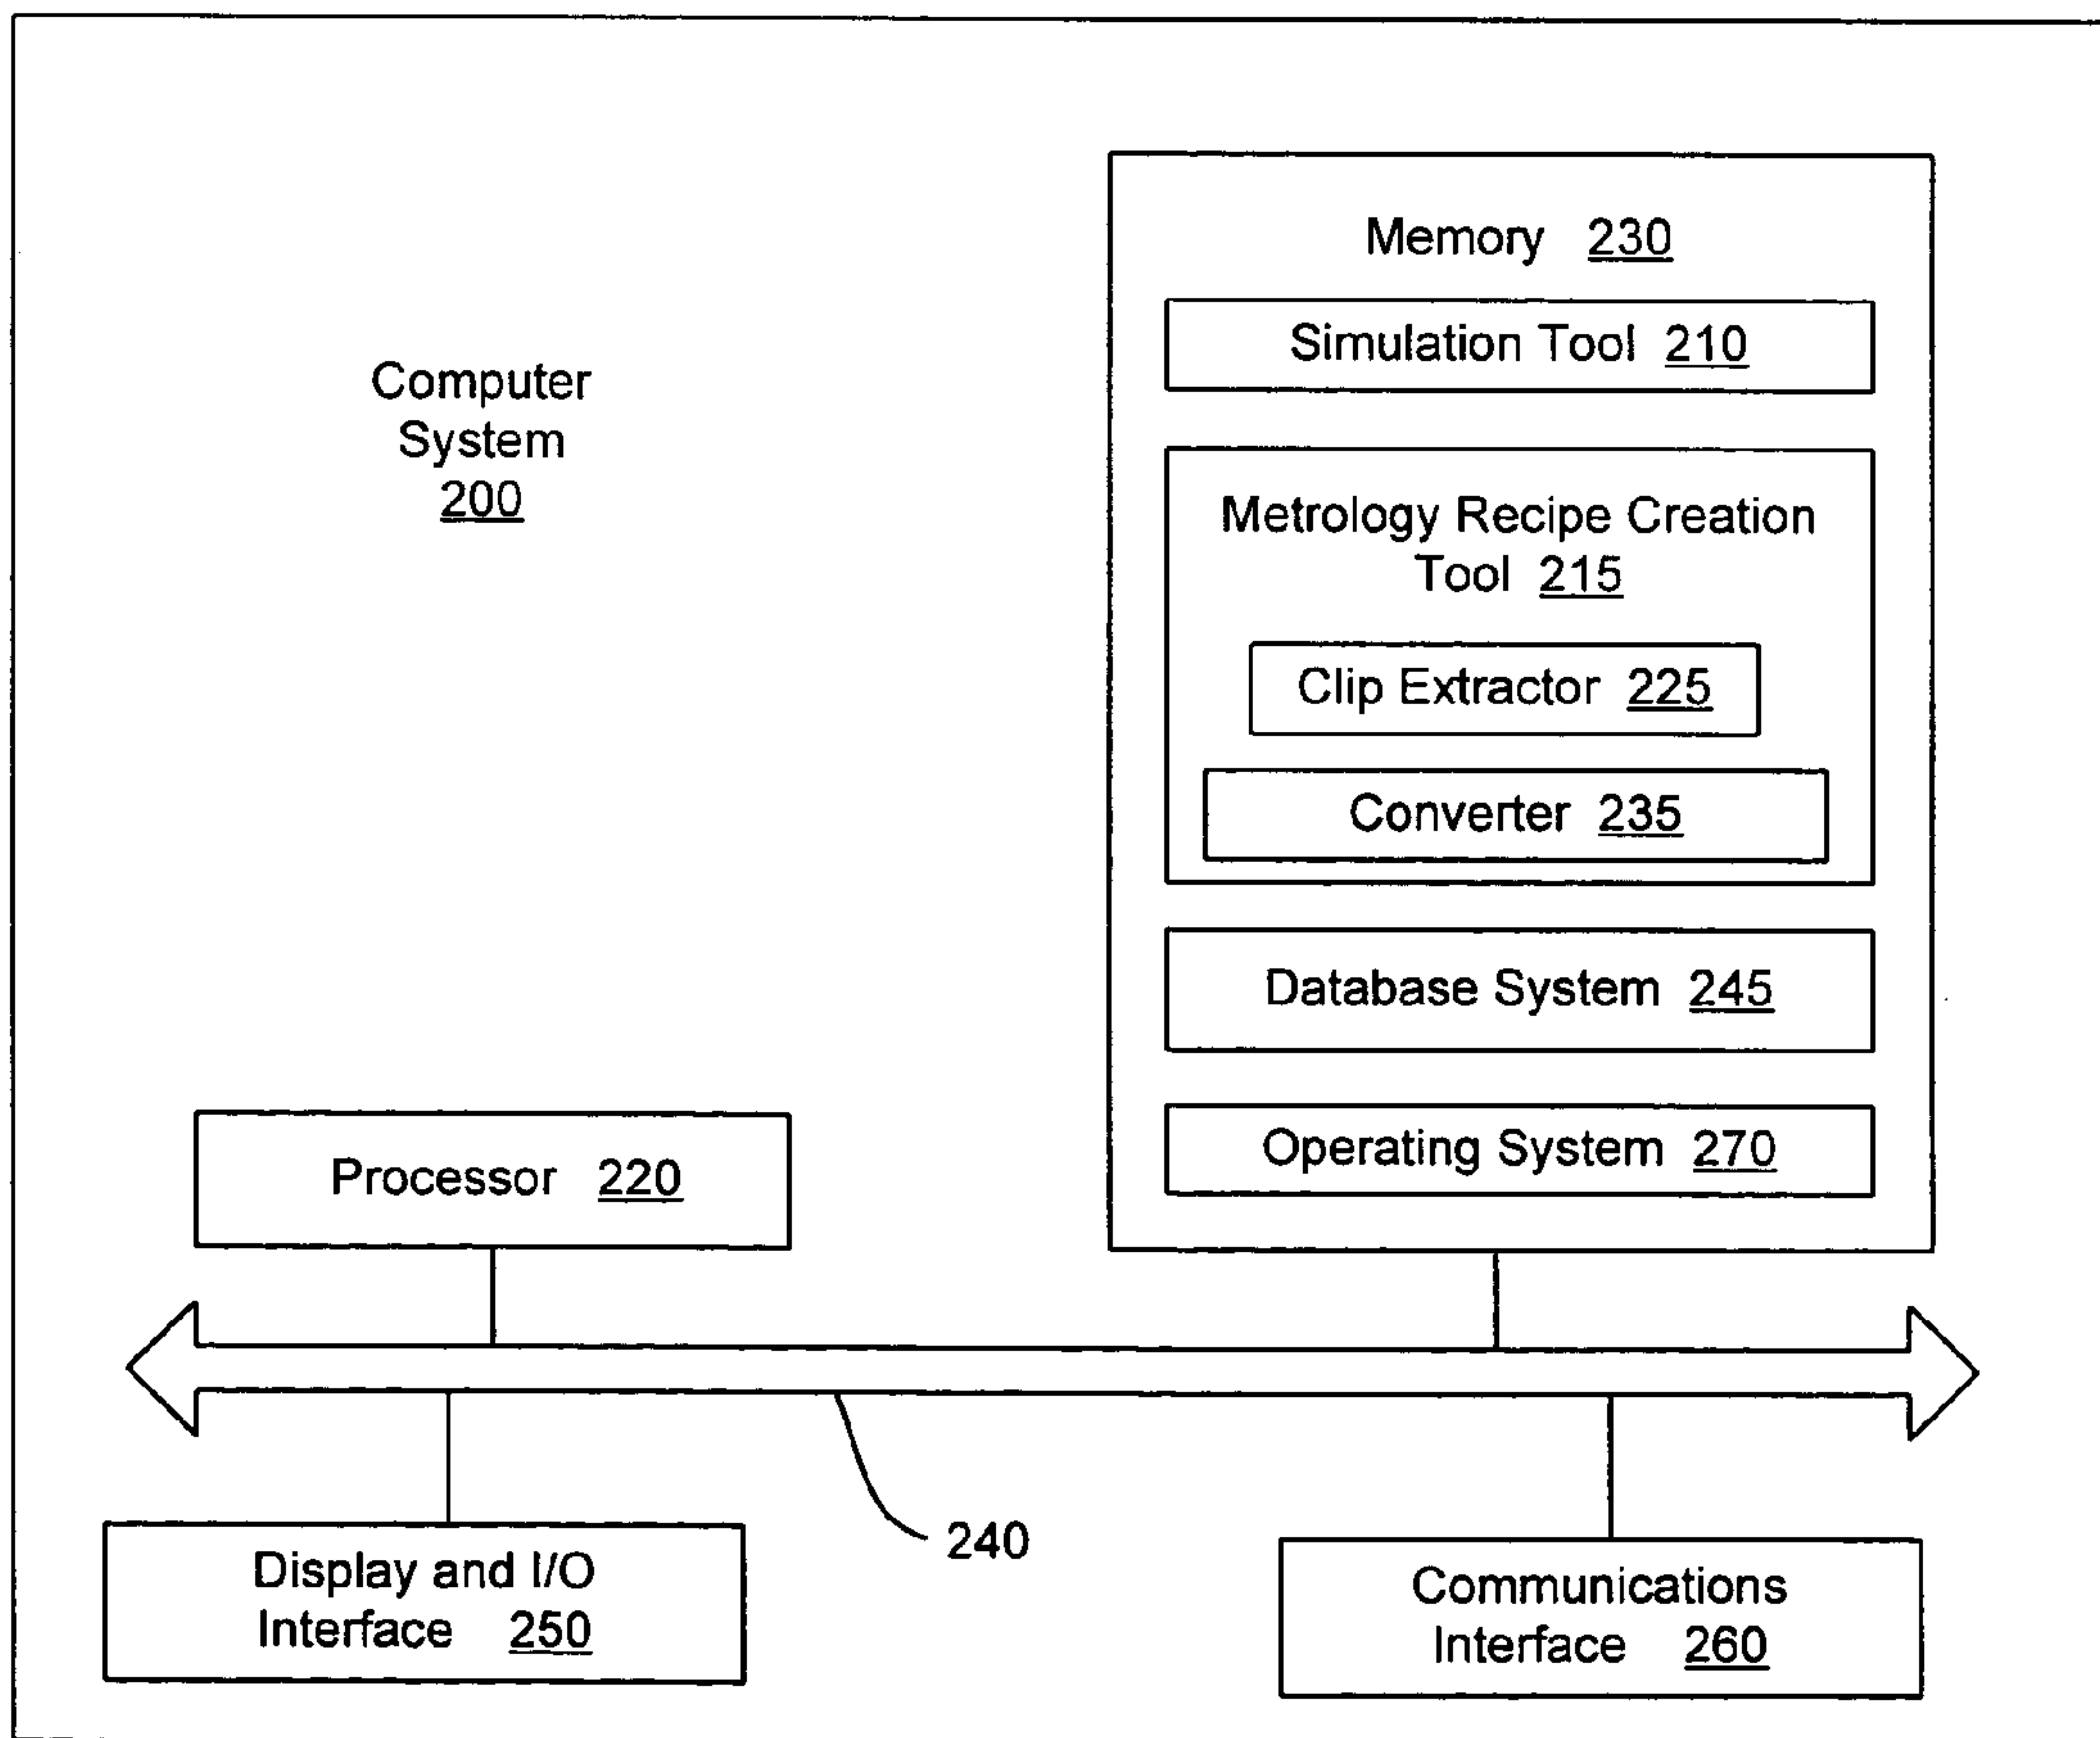 Computer
System
200
Memory 230
Simulation Tool 210
Metrology Recipe Creation
Tool 215
Clip Extractor 225
Converter 235
Database System 245
Operating System 270
Processor 220
240
Display and I/O
Interface 250
Communications
Interface 260